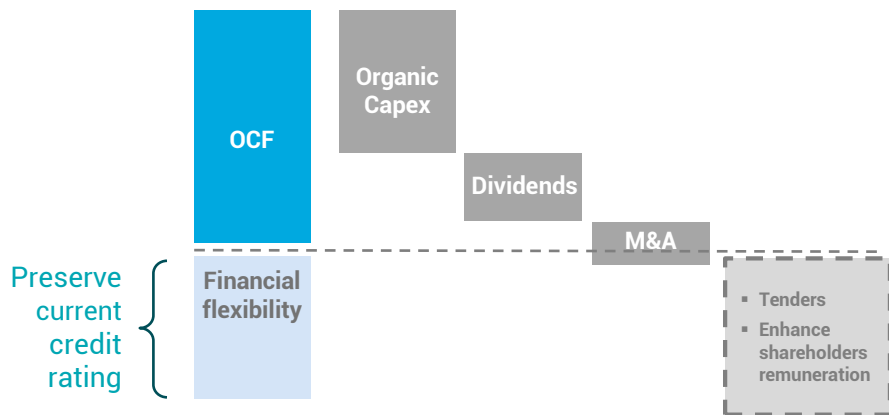 OCF
Organic
Capex
Dividends
M&A
Preserve
current
credit
rating
Financial
flexibility
▪ Tenders
▪ Enhance
shareholders
remuneration